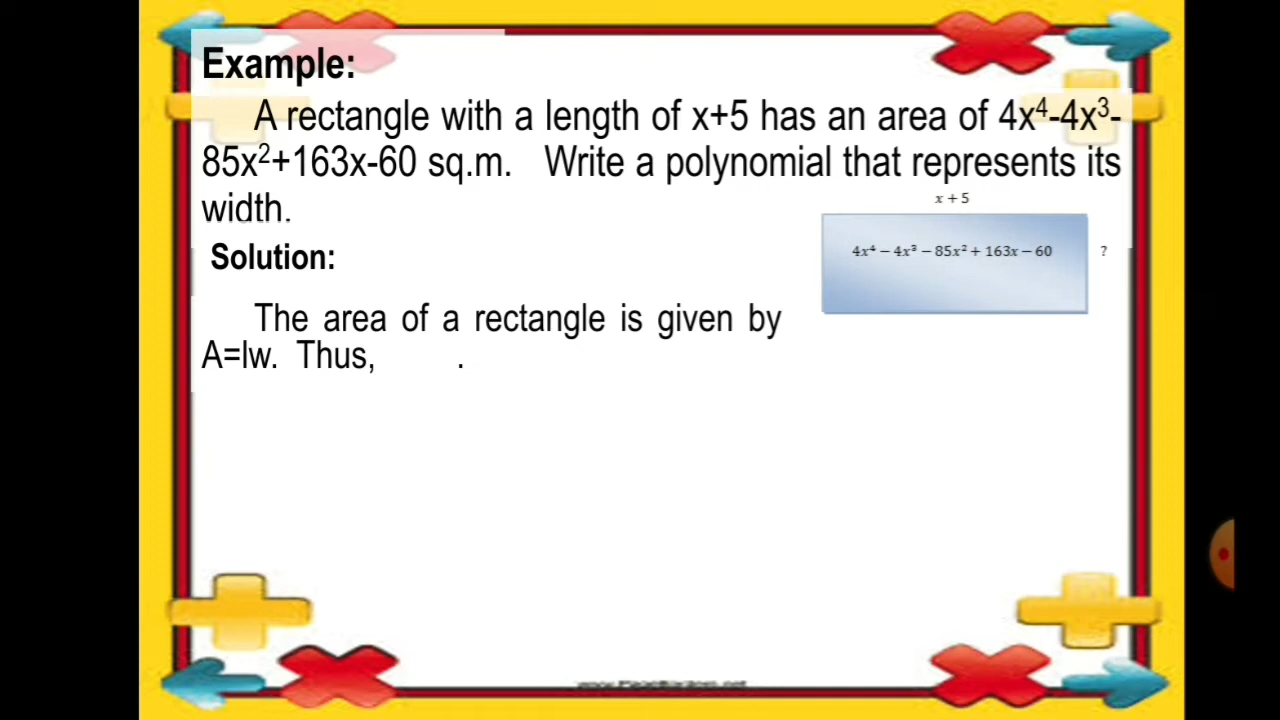 Example:
A rectangle with a length of x+5 has an area of 4x⁴-4x³-
85x²+163x-60 sq.m. Write a polynomial that represents its
width.
x + 5
4x⁴ − 4x³ − 85x² + 163x − 60
?
Solution:
The area of a rectangle is given by
A=lw. Thus, .